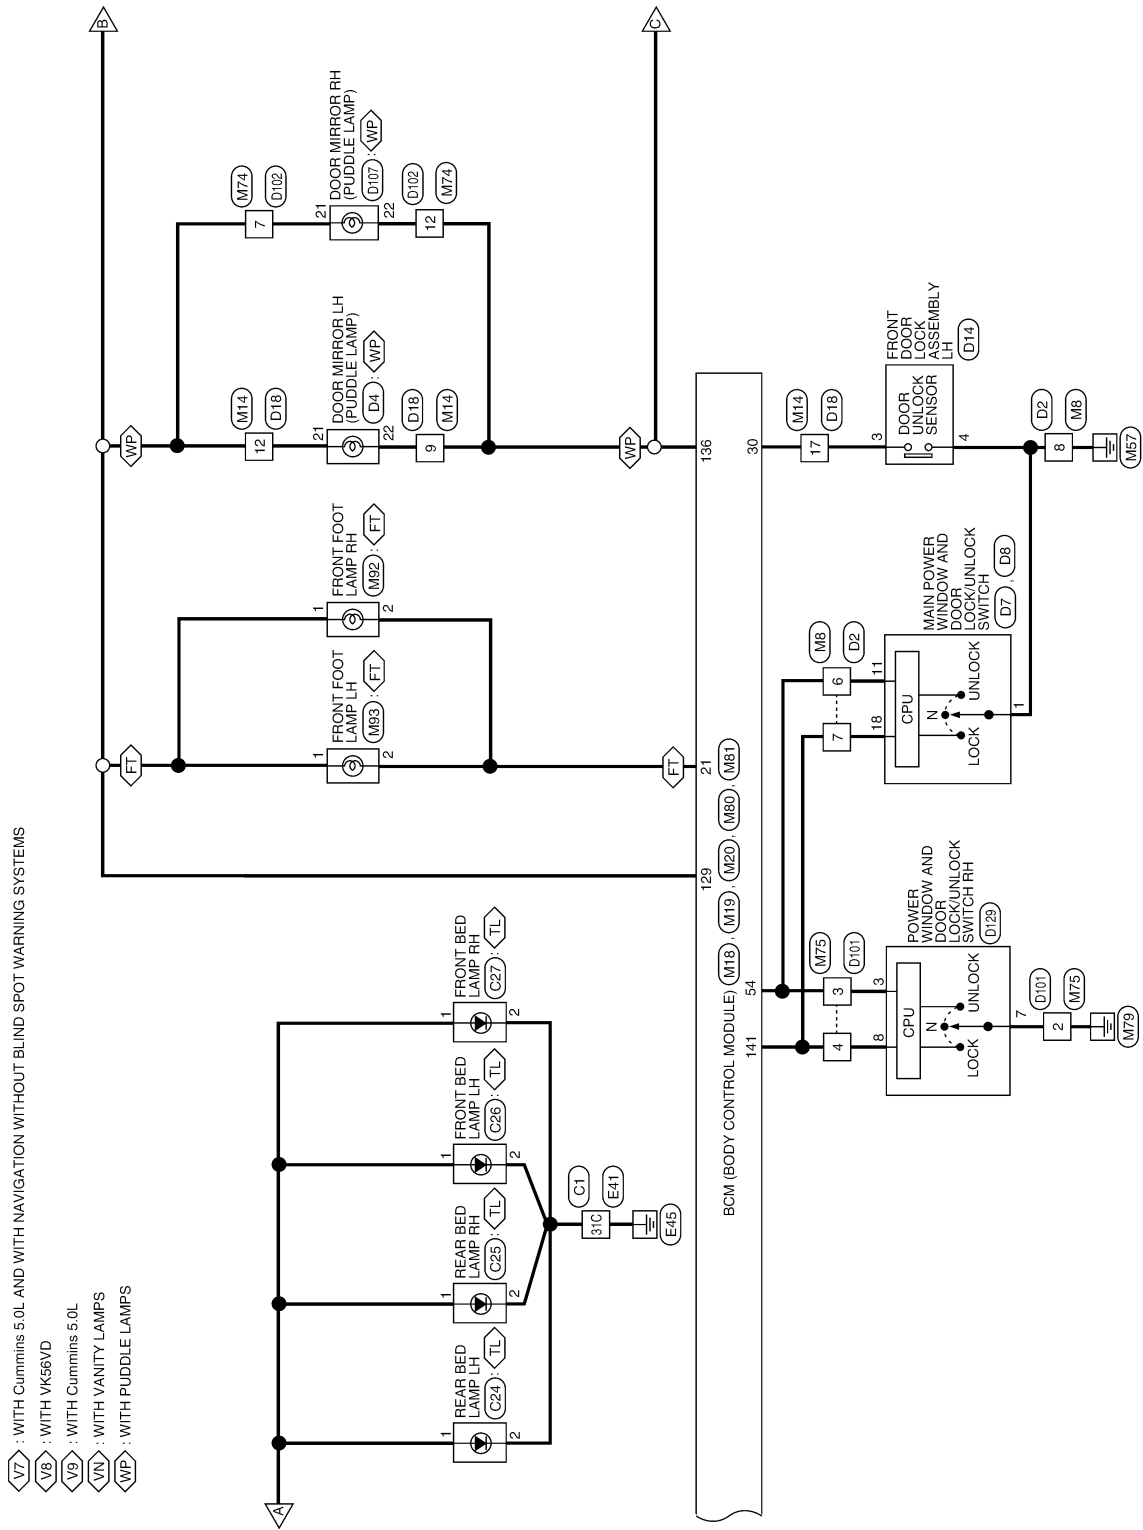 V7 : WITH Cummins 5.0L AND WITH NAVIGATION WITHOUT BLIND SPOT WARNING SYSTEMS
V8 : WITH VK56VD
V9 : WITH Cummins 5.0L
VN : WITH VANITY LAMPS
WP : WITH PUDDLE LAMPS
A
B
C
REAR BED
LAMP LH
C24 : TL
1
2
REAR BED
LAMP RH
C25 : TL
1
2
FRONT BED
LAMP LH
C26 : TL
1
2
FRONT BED
LAMP RH
C27 : TL
1
2
31C
C1
E41
E45
FT
FRONT FOOT
LAMP LH
M93 : FT
1
2
FRONT FOOT
LAMP RH
M92 : FT
1
2
FT
WP
12
M14
D18
DOOR MIRROR LH
(PUDDLE LAMP)
D4 : WP
21
22
9
D18
M14
7
M74
D102
DOOR MIRROR RH
(PUDDLE LAMP)
D107 : WP
21
22
12
D102
M74
WP
129
21
136
BCM (BODY CONTROL MODULE) M18 , M19 , M20 , M80 , M81
141
54
30
4
3
M75
D101
8
3
POWER
WINDOW AND
DOOR
LOCK/UNLOCK
SWITCH RH
D129
CPU
N
LOCK
UNLOCK
7
2
D101
M75
M79
7
6
M8
D2
18
11
MAIN POWER
WINDOW AND
DOOR
LOCK/UNLOCK
SWITCH
D7 , D8
CPU
N
LOCK
UNLOCK
1
17
M14
D18
3
FRONT
DOOR
LOCK
ASSEMBLY
LH
D14
DOOR
UNLOCK
SENSOR
4
8
D2
M8
M57